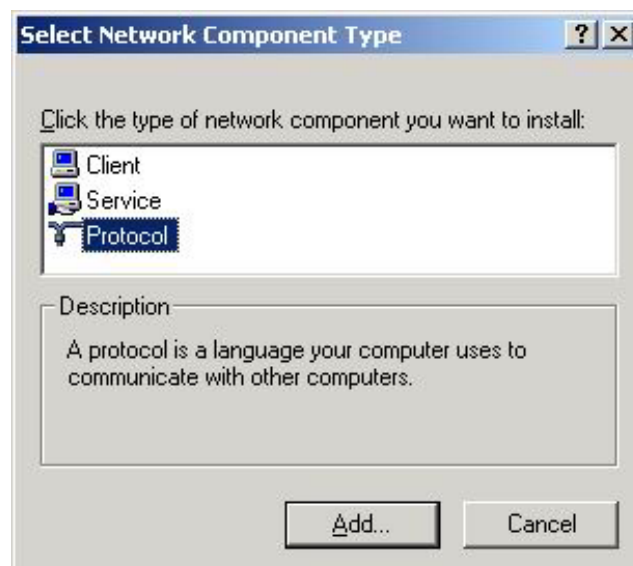 Select Network Component Type
Click the type of network component you want to install:
Client
Service
Protocol
Description
A protocol is a language your computer uses to
communicate with other computers.
Add...
Cancel